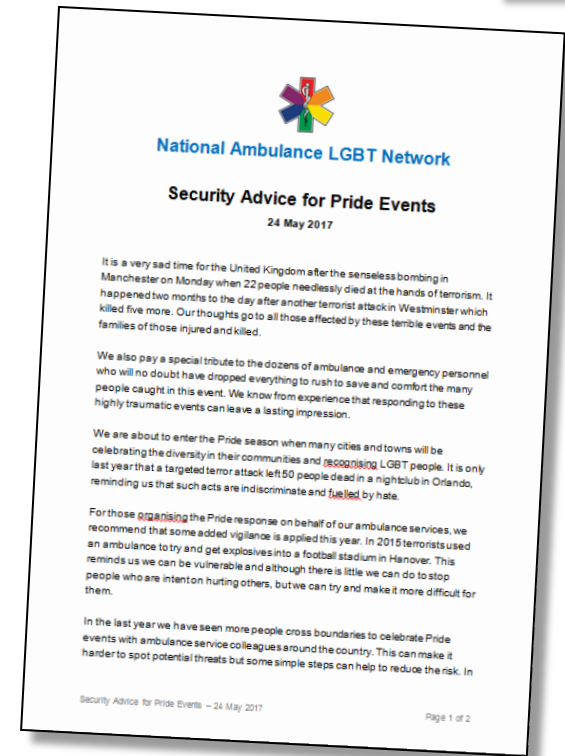 National Ambulance LGBT Network
Security Advice for Pride Events
24 May 2017
It is a very sad time for the United Kingdom after the senseless bombing in
Manchester on Monday when 22 people needlessly died at the hands of terrorism. It
happened two months to the day after another terrorist attack in Westminster which
killed five more. Our thoughts go to all those affected by these terrible events and the
families of those injured and killed.
We also pay a special tribute to the dozens of ambulance and emergency personnel
who will no doubt have dropped everything to rush to save and comfort the many
people caught in this event. We know from experience that responding to these
highly traumatic events can leave a lasting impression.
We are about to enter the Pride season when many cities and towns will be
celebrating the diversity in their communities and recognising LGBT people. It is only
last year that a targeted terror attack left 50 people dead in a nightclub in Orlando,
reminding us that such acts are indiscriminate and fuelled by hate.
For those organising the Pride response on behalf of our ambulance services, we
recommend that some added vigilance is applied this year. In 2015 terrorists used
an ambulance to try and get explosives into a football stadium in Hanover. This
reminds us we can be vulnerable and although there is little we can do to stop
people who are intent on hurting others, but we can try and make it more difficult for
them.
In the last year we have seen more people cross boundaries to celebrate Pride
events with ambulance service colleagues around the country. This can make it
harder to spot potential threats but some simple steps can help to reduce the risk. In
Security Advice for Pride Events – 24 May 2017
Page 1 of 2